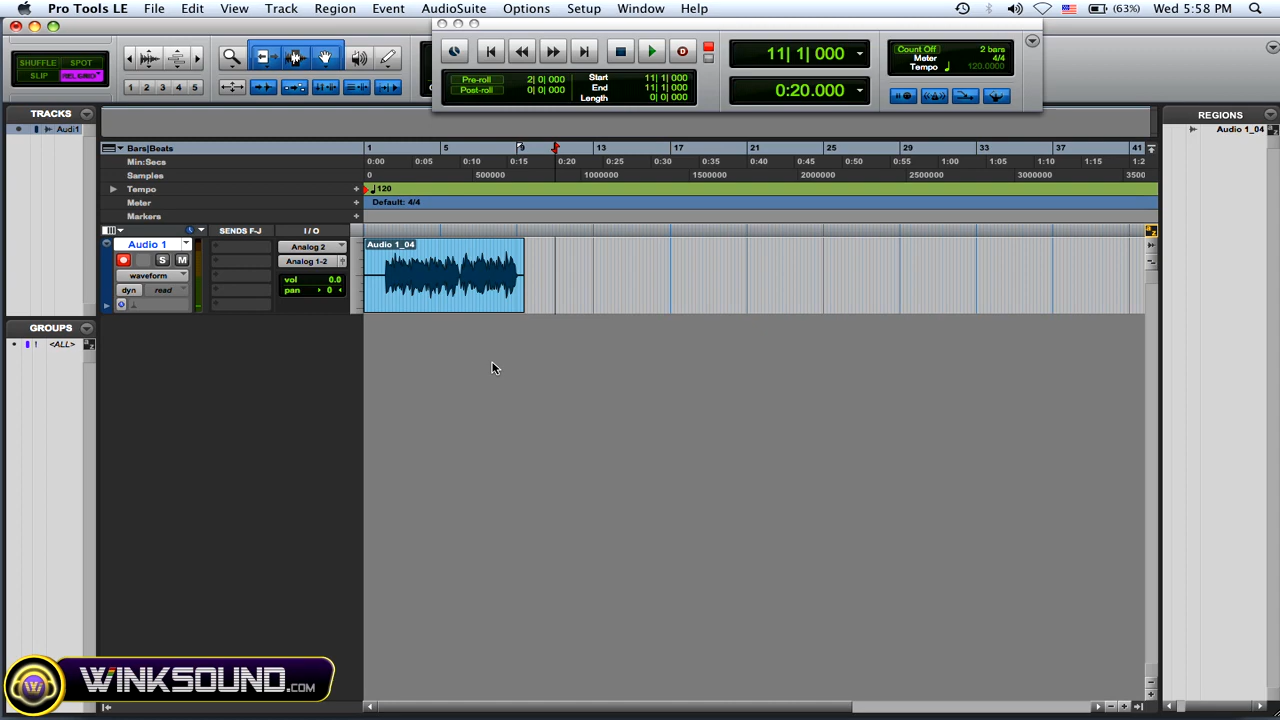 Pro Tools LE File Edit View Track Region Event AudioSuite Options Setup Window Help (63%) Wed 5:58 PM
SHUFFLE SPOT
SLIP REL GRID
1 2 3 4 5
Pre-roll 2| 0| 000
Post-roll 0| 0| 000
Start 11| 1| 000
End 11| 1| 000
Length 0| 0| 000
11| 1| 000
0:20.000
Count Off 2 bars
Meter 4/4
Tempo 120.0000
TRACKS
Audi1
GROUPS
1 <ALL>
Bars|Beats 1 5 9 13 17 21 25 29 33 37 41
Min:Secs 0:00 0:05 0:10 0:15 0:20 0:25 0:30 0:35 0:40 0:45 0:50 0:55 1:00 1:05 1:10 1:15 1:2
Samples 0 500000 1000000 1500000 2000000 2500000 3000000 3500
Tempo 120
Meter Default: 4/4
Markers
SENDS F-J I / O
Audio 1
S M
waveform
dyn read
Analog 2
Analog 1-2
vol 0.0
pan 0
Audio 1_04
REGIONS
Audio 1_04
WINKSOUND.COM